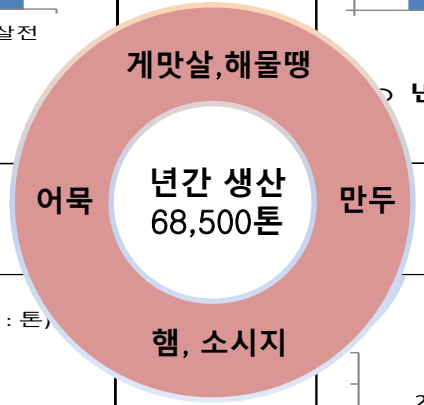 살전
게맛살,해물땡
어묵
년간 생산
68,500톤
만두
: 톤)
햄, 소시지
2